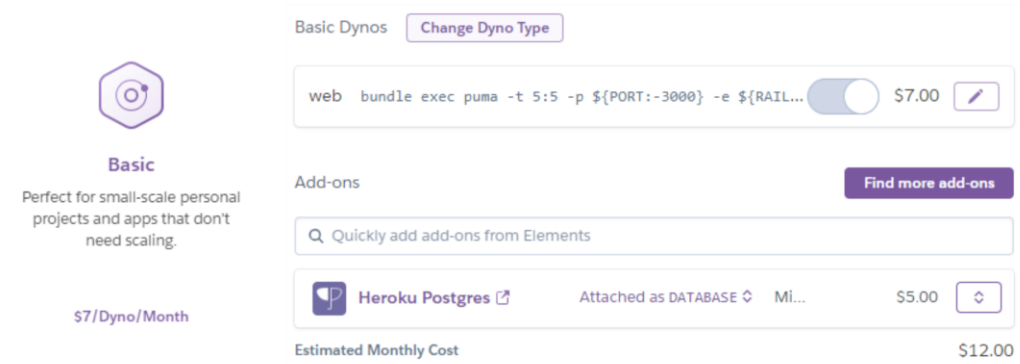 Basic Dynos Change Dyno Type
web bundle exec puma -t 5:5 -p ${PORT:-3000} -e ${RAIL... $7.00
Basic
Perfect for small-scale personal
projects and apps that don't
need scaling.
$7/Dyno/Month
Add-ons Find more add-ons
Quickly add add-ons from Elements
Heroku Postgres Attached as DATABASE Mi... $5.00
Estimated Monthly Cost $12.00